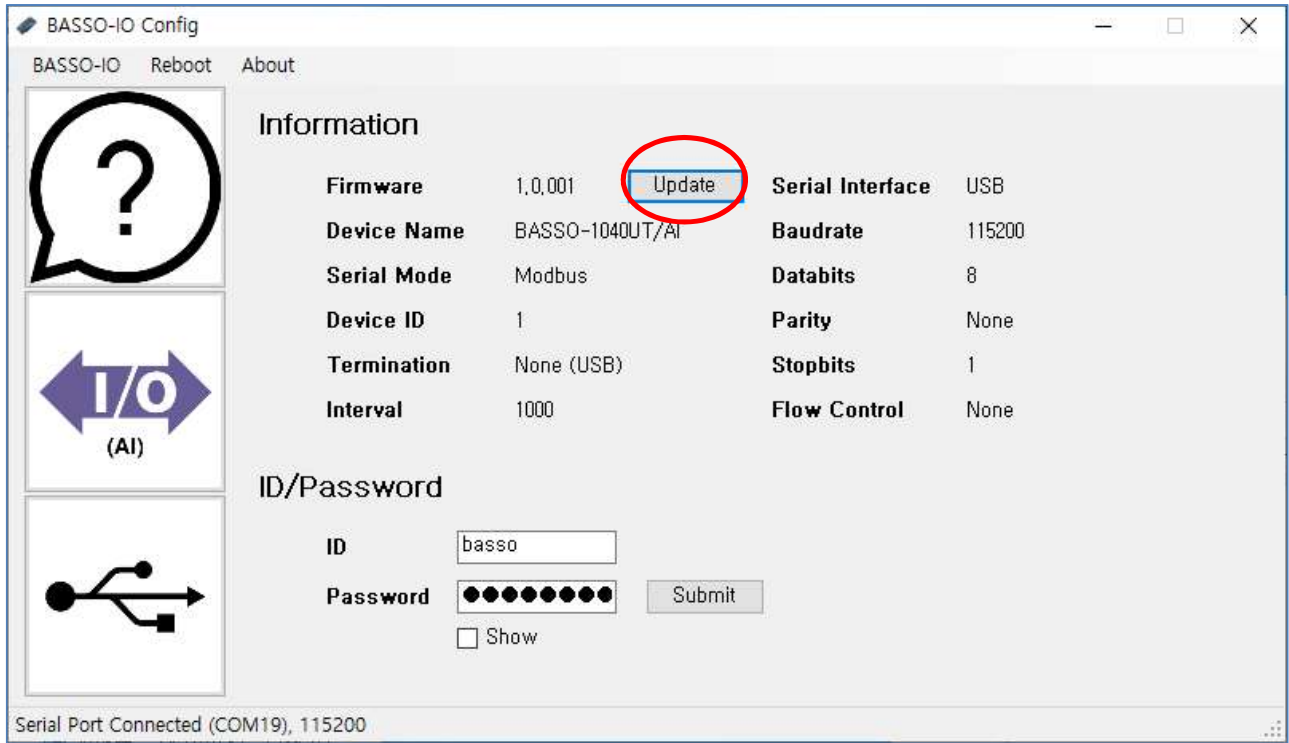 BASSO-IO Config
BASSO-IO Reboot About
?
Information
Firmware 1,0,001 Update Serial Interface USB
Device Name BASSO-1040UT/AI Baudrate 115200
Serial Mode Modbus Databits 8
Device ID 1 Parity None
Termination None (USB) Stopbits 1
Interval 1000 Flow Control None
I/O
(AI)
ID/Password
ID basso
Password ●●●●●●●● Submit
Show
Serial Port Connected (COM19), 115200